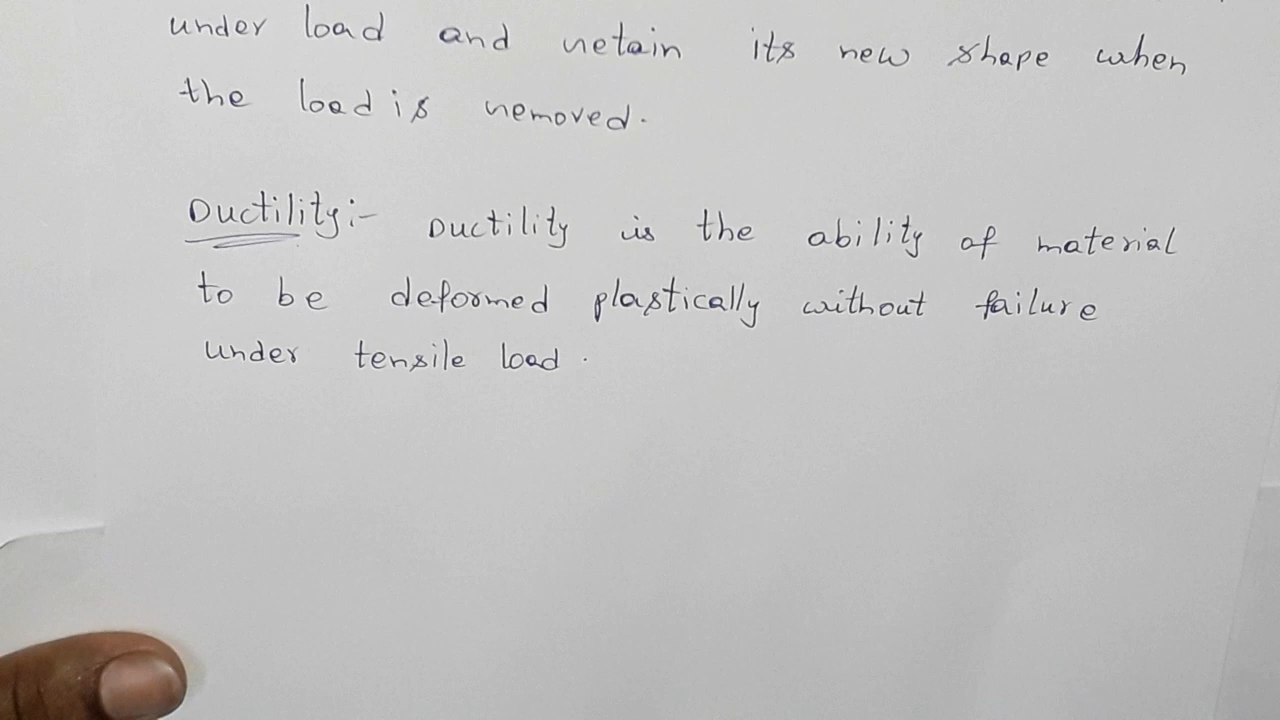 under load and retain its new shape when
the load is removed.
Ductility:- Ductility is the ability of material
to be deformed plastically without failure
under tensile load.